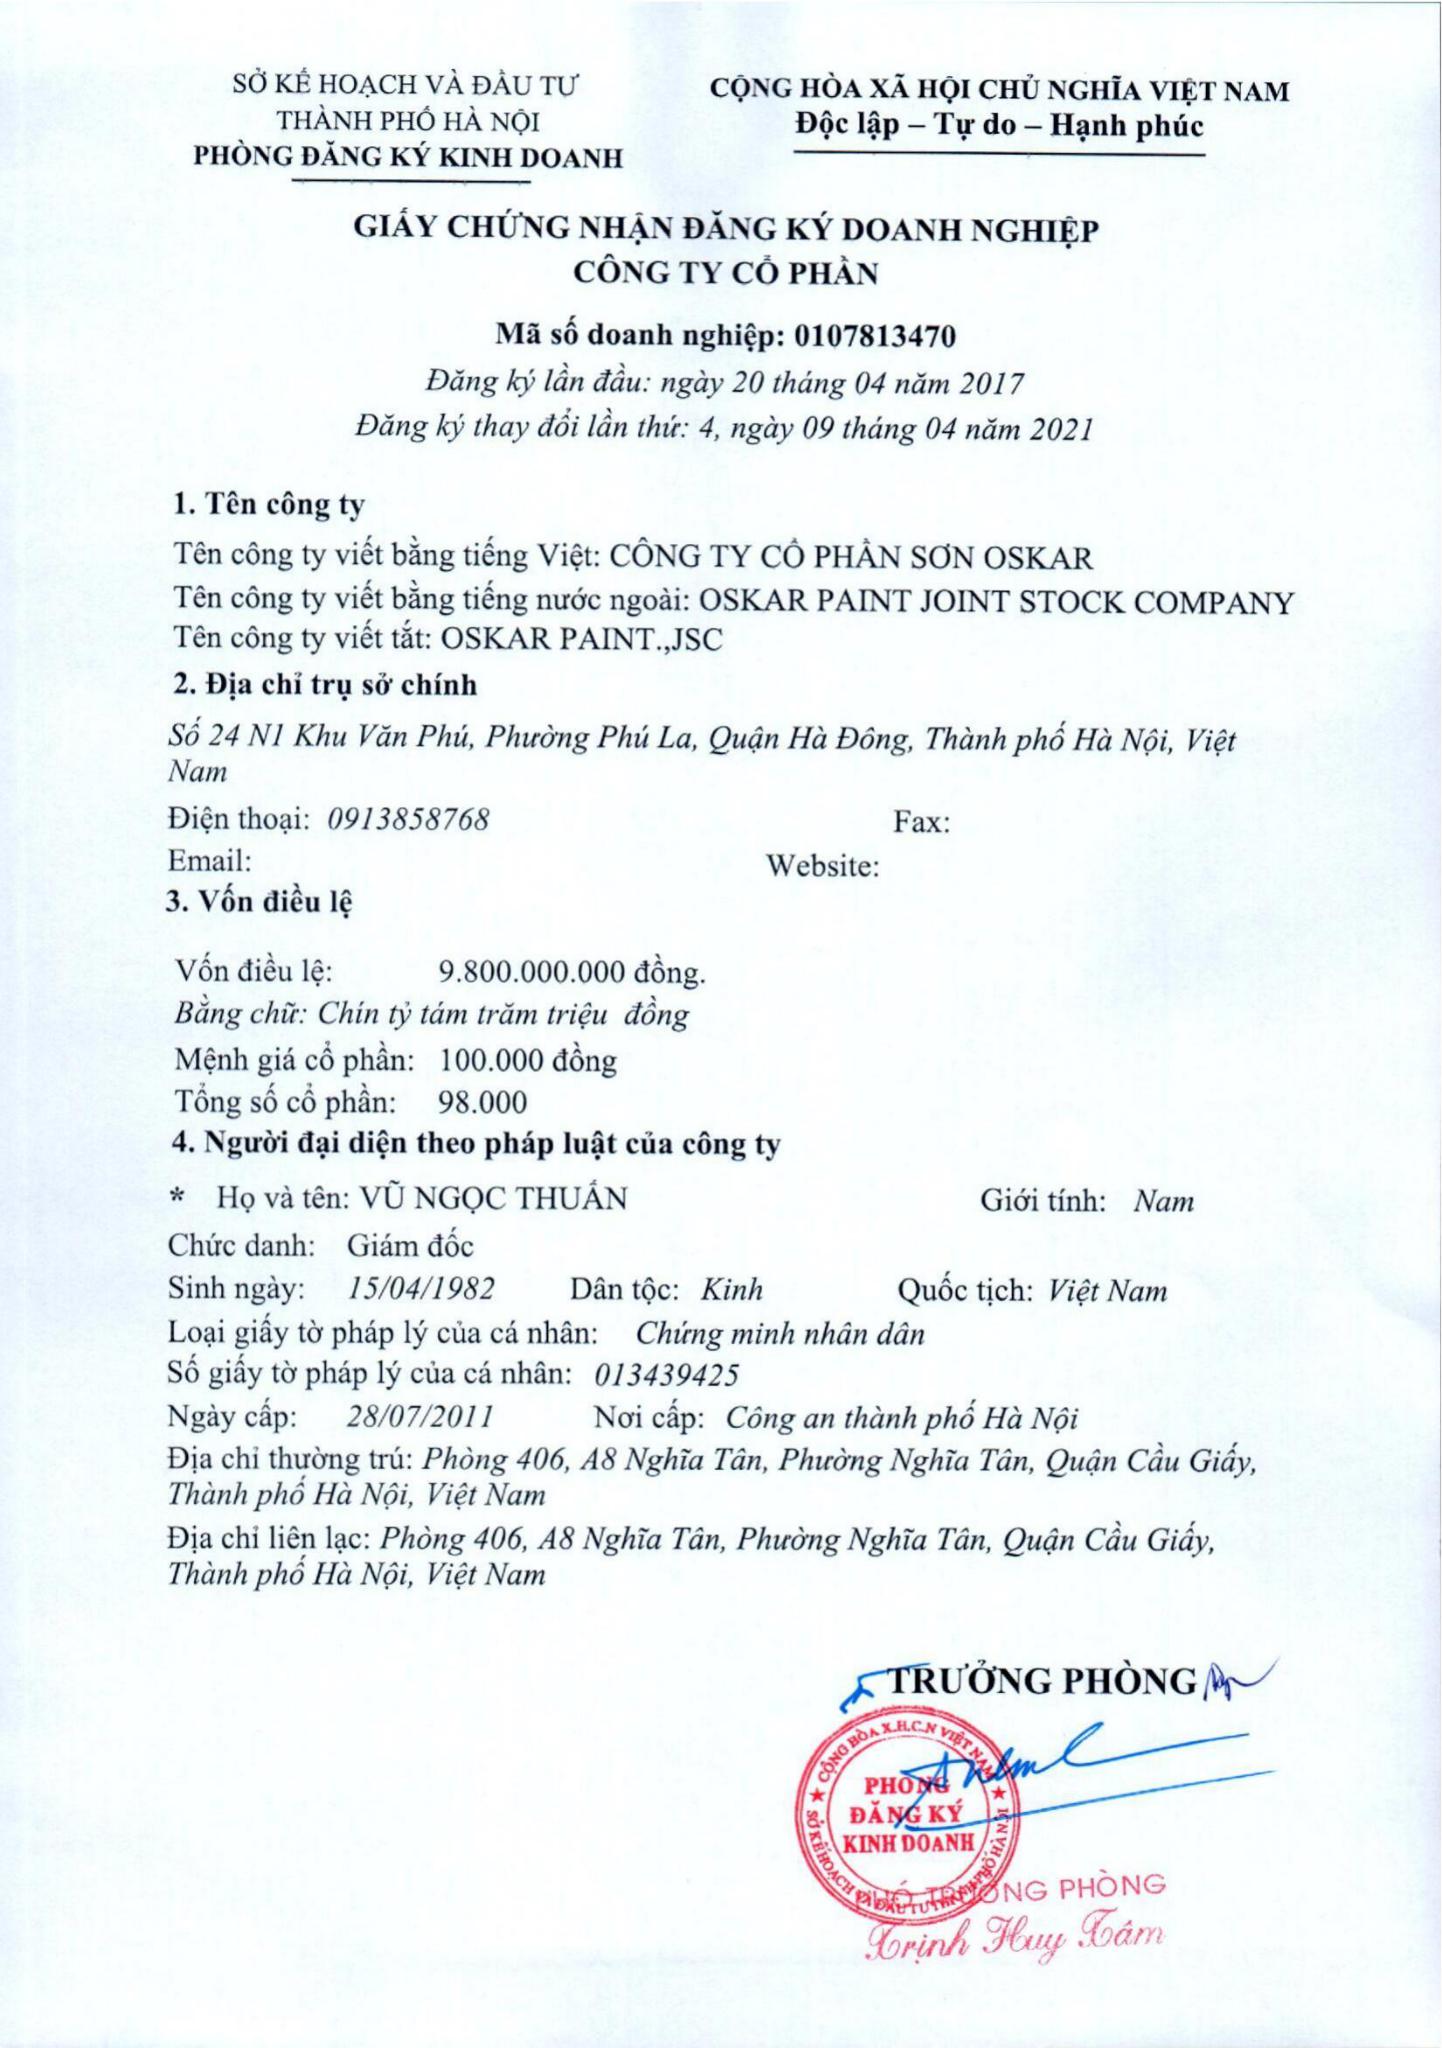 SỞ KẾ HOẠCH VÀ ĐẦU TƯ
THÀNH PHỐ HÀ NỘI
PHÒNG ĐĂNG KÝ KINH DOANH
CỘNG HÒA XÃ HỘI CHỦ NGHĨA VIỆT NAM
Độc lập – Tự do – Hạnh phúc
GIẤY CHỨNG NHẬN ĐĂNG KÝ DOANH NGHIỆP
CÔNG TY CỔ PHẦN
Mã số doanh nghiệp: 0107813470
Đăng ký lần đầu: ngày 20 tháng 04 năm 2017
Đăng ký thay đổi lần thứ: 4, ngày 09 tháng 04 năm 2021
1. Tên công ty
Tên công ty viết bằng tiếng Việt: CÔNG TY CỔ PHẦN SƠN OSKAR
Tên công ty viết bằng tiếng nước ngoài: OSKAR PAINT JOINT STOCK COMPANY
Tên công ty viết tắt: OSKAR PAINT.,JSC
2. Địa chỉ trụ sở chính
Số 24 N1 Khu Văn Phú, Phường Phú La, Quận Hà Đông, Thành phố Hà Nội, Việt
Nam
Điện thoại: 0913858768 Fax:
Email: Website:
3. Vốn điều lệ
Vốn điều lệ: 9.800.000.000 đồng.
Bằng chữ: Chín tỷ tám trăm triệu đồng
Mệnh giá cổ phần: 100.000 đồng
Tổng số cổ phần: 98.000
4. Người đại diện theo pháp luật của công ty
* Họ và tên: VŨ NGỌC THUẤN Giới tính: Nam
Chức danh: Giám đốc
Sinh ngày: 15/04/1982 Dân tộc: Kinh Quốc tịch: Việt Nam
Loại giấy tờ pháp lý của cá nhân: Chứng minh nhân dân
Số giấy tờ pháp lý của cá nhân: 013439425
Ngày cấp: 28/07/2011 Nơi cấp: Công an thành phố Hà Nội
Địa chỉ thường trú: Phòng 406, A8 Nghĩa Tân, Phường Nghĩa Tân, Quận Cầu Giấy,
Thành phố Hà Nội, Việt Nam
Địa chỉ liên lạc: Phòng 406, A8 Nghĩa Tân, Phường Nghĩa Tân, Quận Cầu Giấy,
Thành phố Hà Nội, Việt Nam
TRƯỞNG PHÒNG
CỘNG HÒA X.H.C.N VIỆT NAM
PHÒNG
ĐĂNG KÝ
KINH DOANH
SỞ KẾ HOẠCH VÀ ĐẦU TƯ THÀNH PHỐ HÀ NỘI
PHÓ TRƯỞNG PHÒNG
Trịnh Huy Tâm